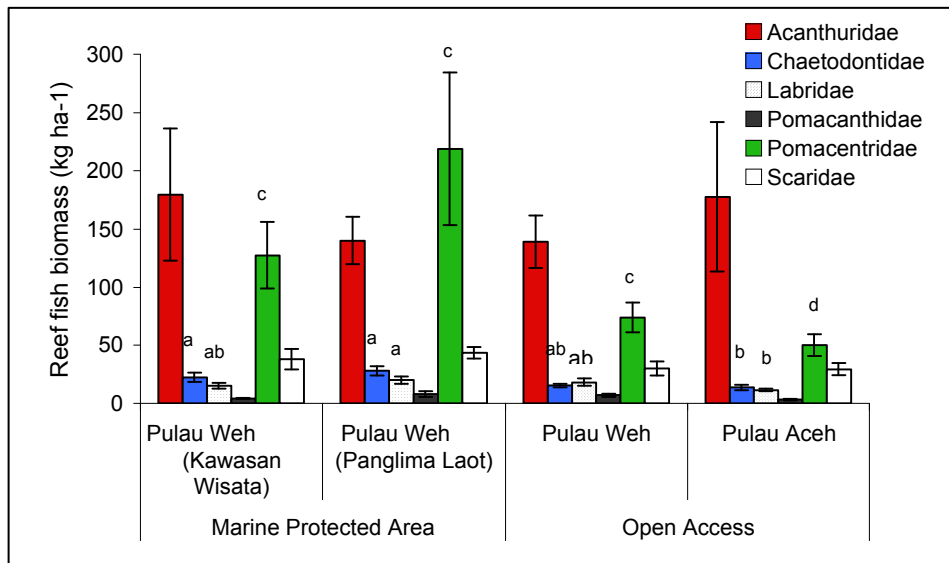 Reef fish biomass (kg ha-1)
300
250
200
150
100
50
0
Acanthuridae
Chaetodontidae
Labridae
Pomacanthidae
Pomacentridae
Scaridae
a
ab
c
a
a
c
ab
ab
c
b
b
d
Pulau Weh
(Kawasan
Wisata)
Pulau Weh
(Panglima Laot)
Pulau Weh
Pulau Aceh
Marine Protected Area
Open Access